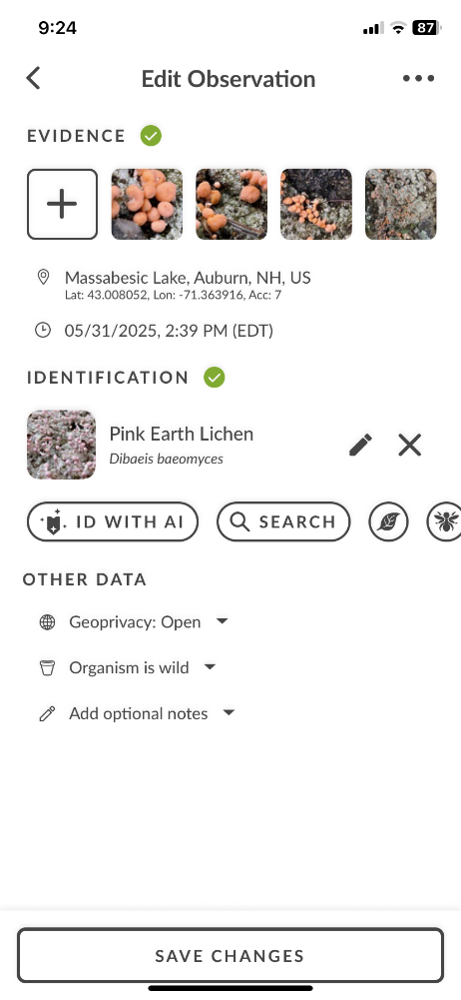 9:24
87
Edit Observation
EVIDENCE
Massabesic Lake, Auburn, NH, US
Lat: 43.008052, Lon: -71.363916, Acc: 7
05/31/2025, 2:39 PM (EDT)
IDENTIFICATION
Pink Earth Lichen
Dibaeis baeomyces
ID WITH AI
SEARCH
OTHER DATA
Geoprivacy: Open
Organism is wild
Add optional notes
SAVE CHANGES